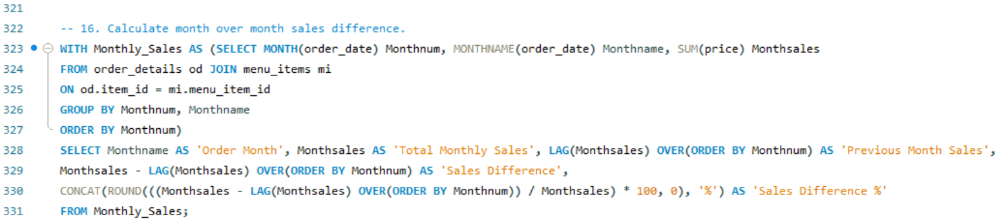 321
322 -- 16. Calculate month over month sales difference.
323 WITH Monthly_Sales AS (SELECT MONTH(order_date) Monthnum, MONTHNAME(order_date) Monthname, SUM(price) Monthsales
324 FROM order_details od JOIN menu_items mi
325 ON od.item_id = mi.menu_item_id
326 GROUP BY Monthnum, Monthname
327 ORDER BY Monthnum)
328 SELECT Monthname AS 'Order Month', Monthsales AS 'Total Monthly Sales', LAG(Monthsales) OVER(ORDER BY Monthnum) AS 'Previous Month Sales',
329 Monthsales - LAG(Monthsales) OVER(ORDER BY Monthnum) AS 'Sales Difference',
330 CONCAT(ROUND(((Monthsales - LAG(Monthsales) OVER(ORDER BY Monthnum)) / Monthsales) * 100, 0), '%') AS 'Sales Difference %'
331 FROM Monthly_Sales;